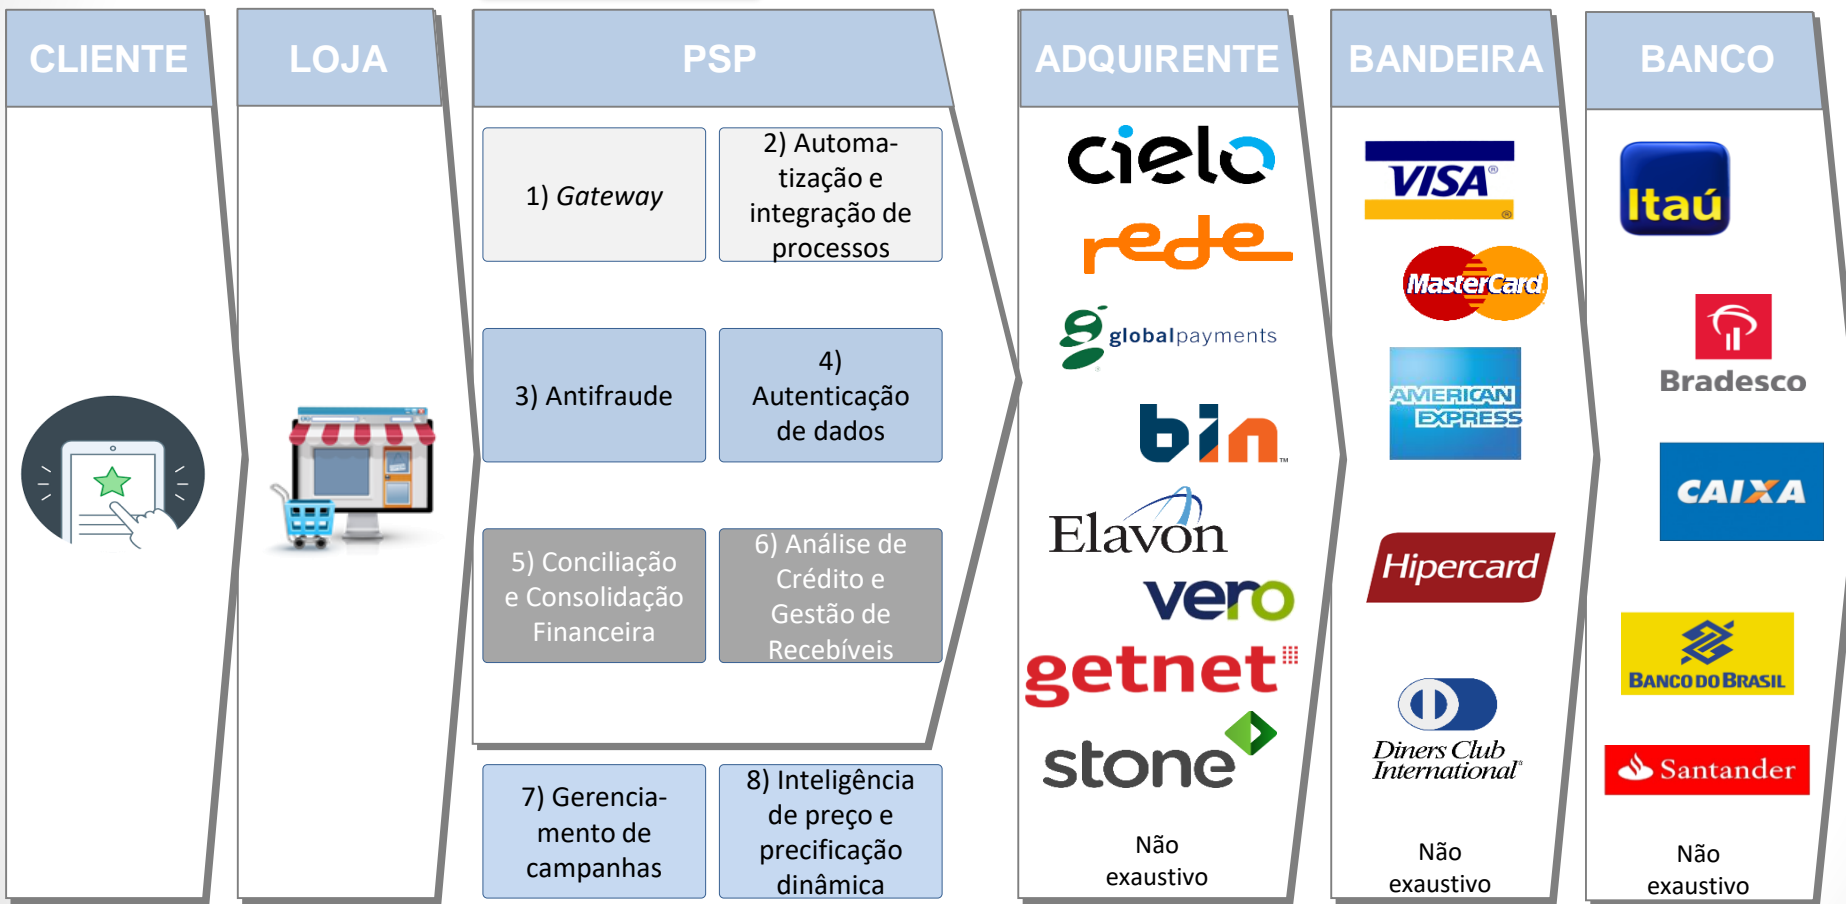 CLIENTE
LOJA
PSP
ADQUIRENTE
BANDEIRA
BANCO
1) Gateway
2) Automa-
tização e
integração de
processos
3) Antifraude
4)
Autenticação
de dados
5) Conciliação
e Consolidação
Financeira
6) Análise de
Crédito e
Gestão de
Recebíveis
7) Gerencia-
mento de
campanhas
8) Inteligência
de preço e
precificação
dinâmica
cielo
rede
globalpayments
bin
Elavon
vero
getnet
stone
Não
exaustivo
VISA
MasterCard
AMERICAN
EXPRESS
Hipercard
Diners Club
International
Não
exaustivo
Itaú
Bradesco
CAIXA
BANCO DO BRASIL
Santander
Não
exaustivo